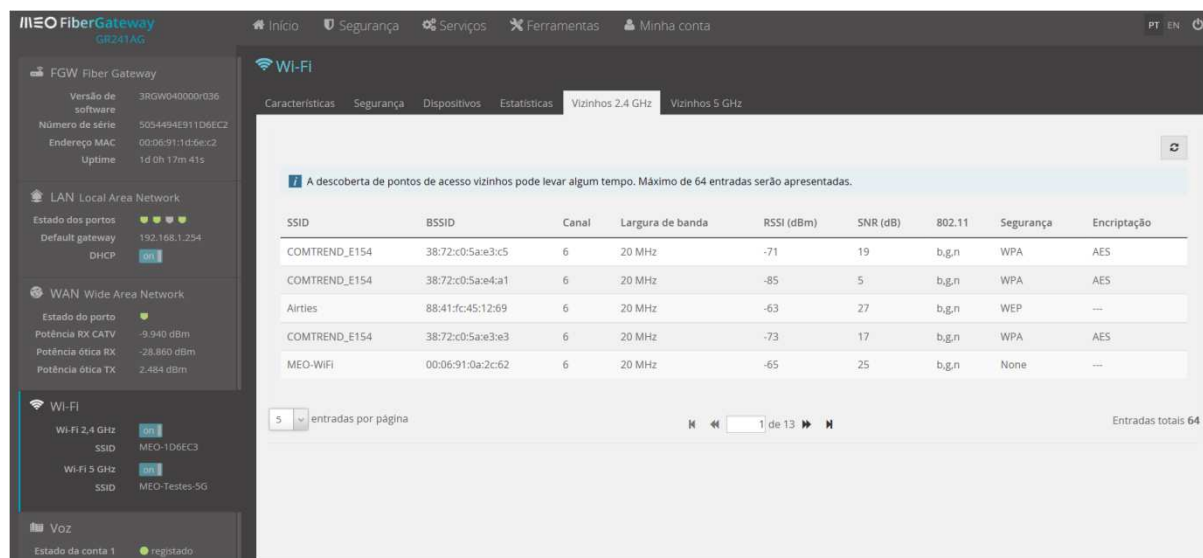 MEO FiberGateway
GR241AG
Início Segurança Serviços Ferramentas Minha conta PT EN
FGW Fiber Gateway
Versão de software 3RGW040000r036
Número de série 5054494E911D6EC2
Endereço MAC 00:06:91:1d:6e:c2
Uptime 1d 0h 17m 41s
LAN Local Area Network
Estado dos portos
Default gateway 192.168.1.254
DHCP on
WAN Wide Area Network
Estado do porto
Potência RX CATV -9.940 dBm
Potência ótica RX -28.860 dBm
Potência ótica TX 2.484 dBm
Wi-Fi
Wi-Fi 2,4 GHz on
SSID MEO-1D6EC3
Wi-Fi 5 GHz on
SSID MEO-Testes-5G
Voz
Estado da conta 1 registado
Wi-Fi
Características Segurança Dispositivos Estatísticas Vizinhos 2.4 GHz Vizinhos 5 GHz
i A descoberta de pontos de acesso vizinhos pode levar algum tempo. Máximo de 64 entradas serão apresentadas.
SSID BSSID Canal Largura de banda RSSI (dBm) SNR (dB) 802.11 Segurança Encriptação
COMTREND_E154 38:72:c0:5a:e3:c5 6 20 MHz -71 19 b,g,n WPA AES
COMTREND_E154 38:72:c0:5a:e4:a1 6 20 MHz -85 5 b,g,n WPA AES
Airties 88:41:fc:45:12:69 6 20 MHz -63 27 b,g,n WEP ---
COMTREND_E154 38:72:c0:5a:e3:e3 6 20 MHz -73 17 b,g,n WPA AES
MEO-WiFi 00:06:91:0a:2c:62 6 20 MHz -65 25 b,g,n None ---
5 entradas por página 1 de 13 Entradas totais 64